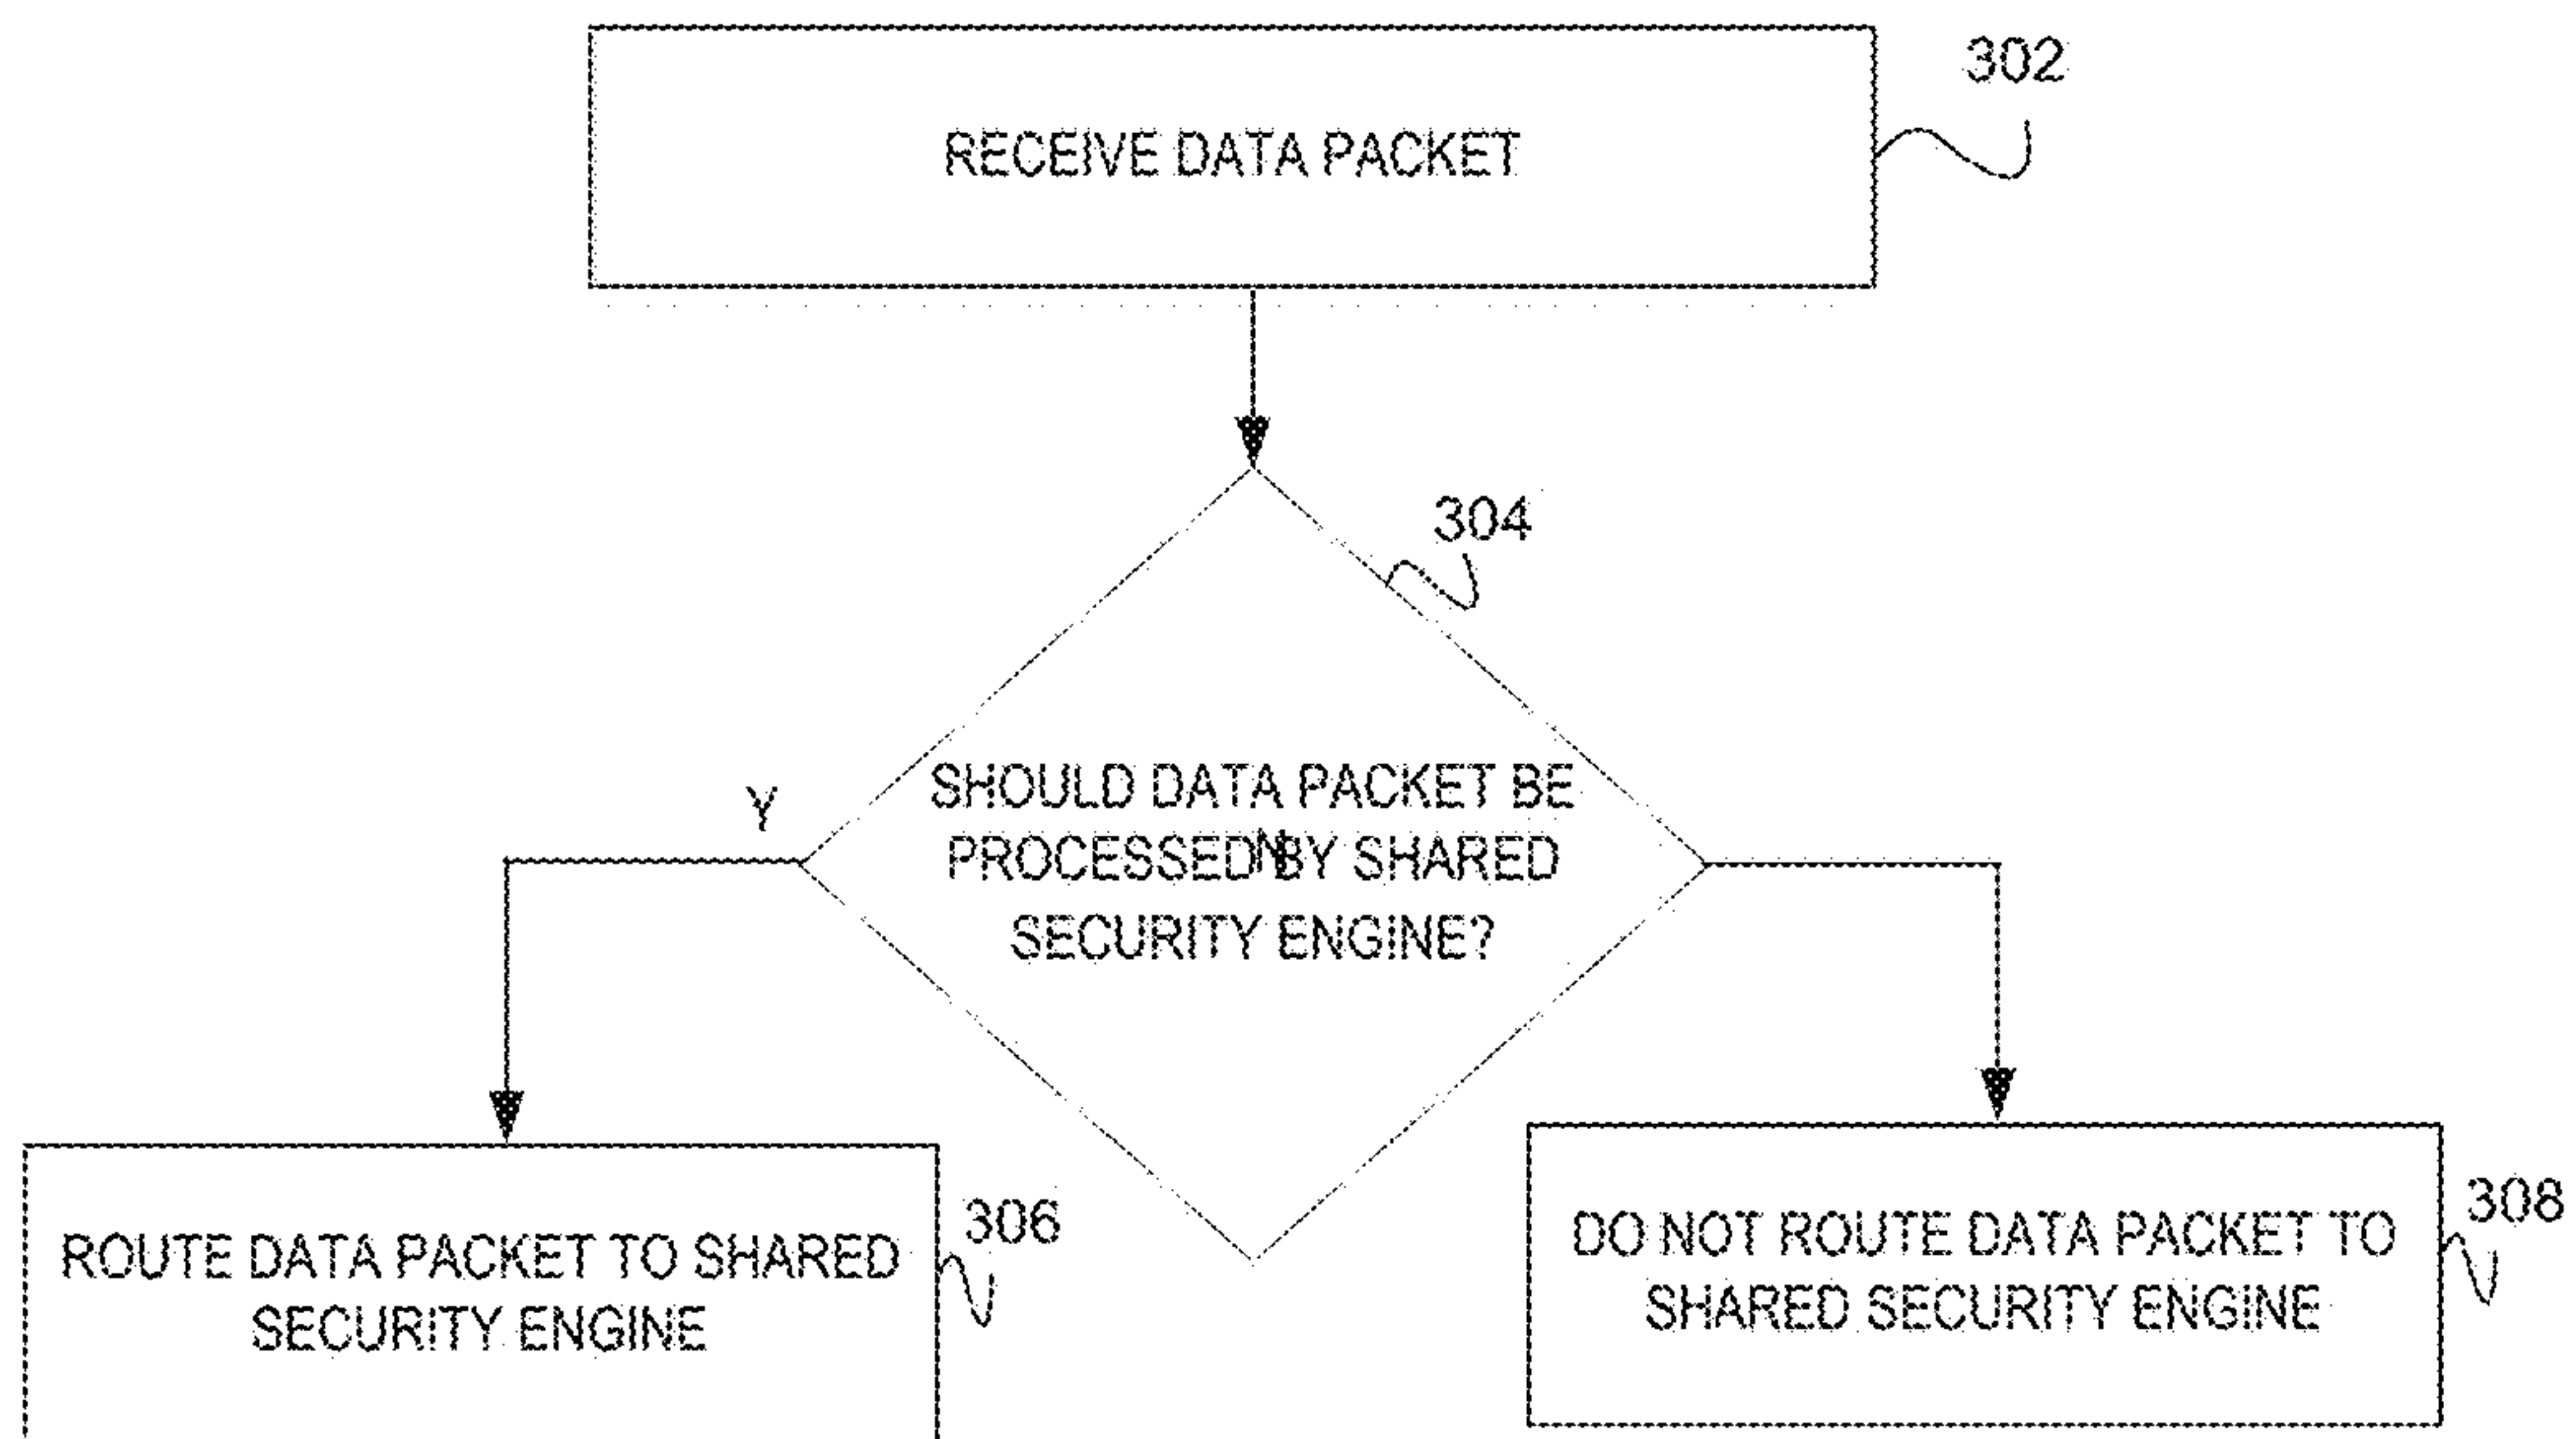 RECEIVE DATA PACKET
302
304
SHOULD DATA PACKET BE
PROCESSED BY SHARED
SECURITY ENGINE?
Y
N
ROUTE DATA PACKET TO SHARED
SECURITY ENGINE
306
DO NOT ROUTE DATA PACKET TO
SHARED SECURITY ENGINE
308